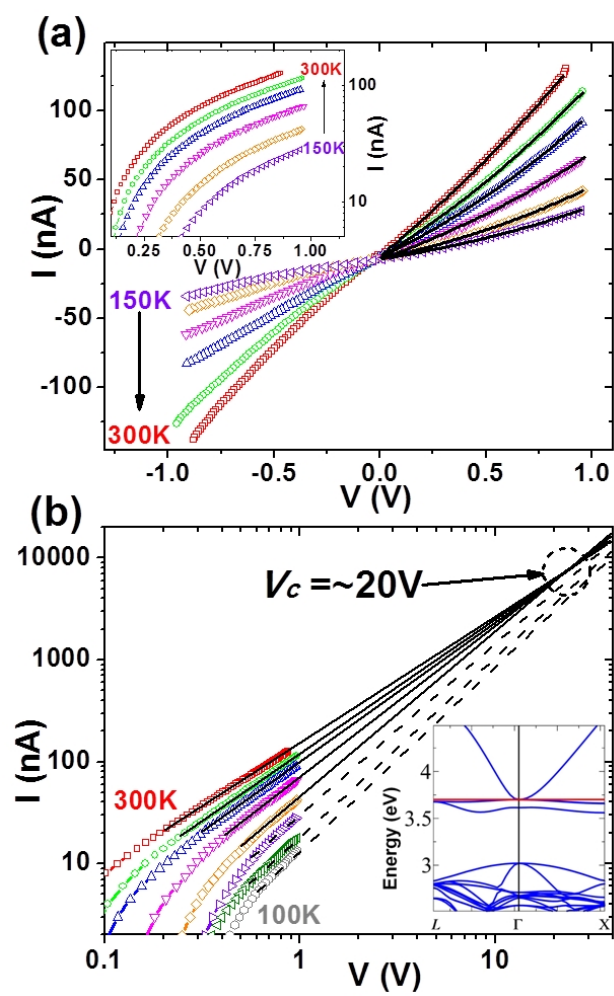 (a)
300K
150K
100
10
I (nA)
0.25 0.50 0.75 1.00
V (V)
100
50
0
-50
-100
I (nA)
150K
300K
-1.0 -0.5 0.0 0.5 1.0
V (V)
(b)
10000
1000
100
10
I (nA)
Vc =~20V
300K
100K
4
3
Energy (eV)
L Γ X
0.1 1 10
V (V)